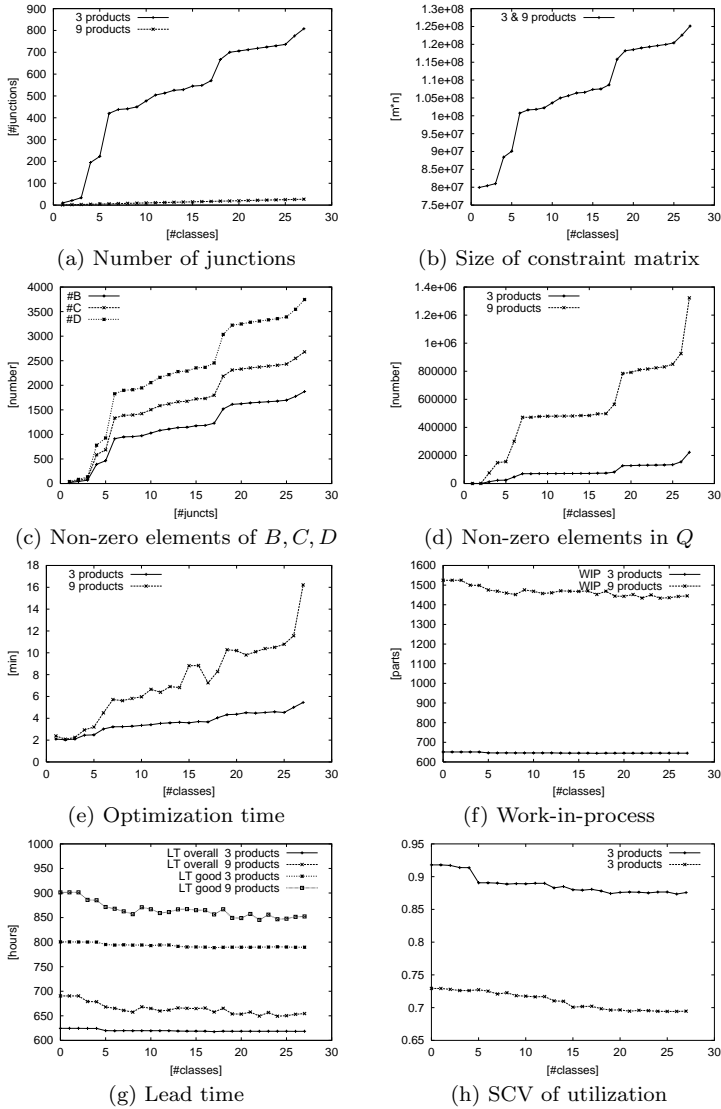 3 products
9 products
900
800
700
600
500
400
300
200
100
0
[#junctions]
0 5 10 15 20 25 30
[#classes]
(a) Number of junctions
3 & 9 products
1.3e+08
1.25e+08
1.2e+08
1.15e+08
1.1e+08
1.05e+08
1e+08
9.5e+07
9e+07
8.5e+07
8e+07
7.5e+07
[m*n]
0 5 10 15 20 25 30
[#classes]
(b) Size of constraint matrix
#B
#C
#D
4000
3500
3000
2500
2000
1500
1000
500
0
[number]
0 5 10 15 20 25 30
[#juncts]
(c) Non-zero elements of B, C, D
3 products
9 products
1.4e+06
1.2e+06
1e+06
800000
600000
400000
200000
0
[number]
0 5 10 15 20 25 30
[#classes]
(d) Non-zero elements in Q
3 products
9 products
18
16
14
12
10
8
6
4
2
0
[min]
0 5 10 15 20 25 30
[#classes]
(e) Optimization time
WIP 3 products
WIP 9 products
1600
1500
1400
1300
1200
1100
1000
900
800
700
600
[parts]
0 5 10 15 20 25 30
[#classes]
(f) Work-in-process
LT overall 3 products
LT overall 9 products
LT good 3 products
LT good 9 products
1000
950
900
850
800
750
700
650
600
[hours]
0 5 10 15 20 25 30
[#classes]
(g) Lead time
3 products
3 products
0.95
0.9
0.85
0.8
0.75
0.7
0.65
0 5 10 15 20 25 30
[#classes]
(h) SCV of utilization